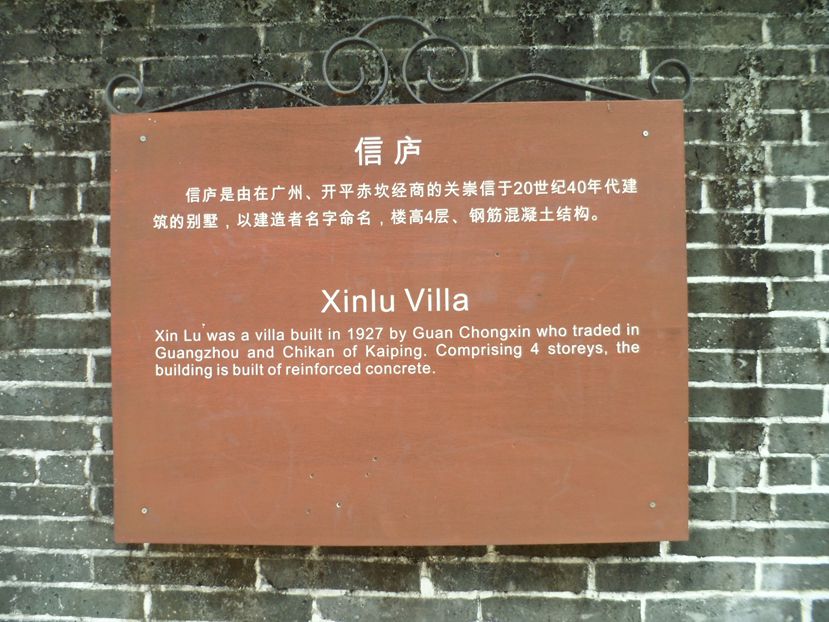 信庐
信庐是由在广州、开平赤坎经商的关崇信于20世纪40年代建
筑的别墅，以建造者名字命名，楼高4层、钢筋混凝土结构。
Xinlu Villa
Xin Lu was a villa built in 1927 by Guan Chongxin who traded in
Guangzhou and Chikan of Kaiping. Comprising 4 storeys, the
building is built of reinforced concrete.